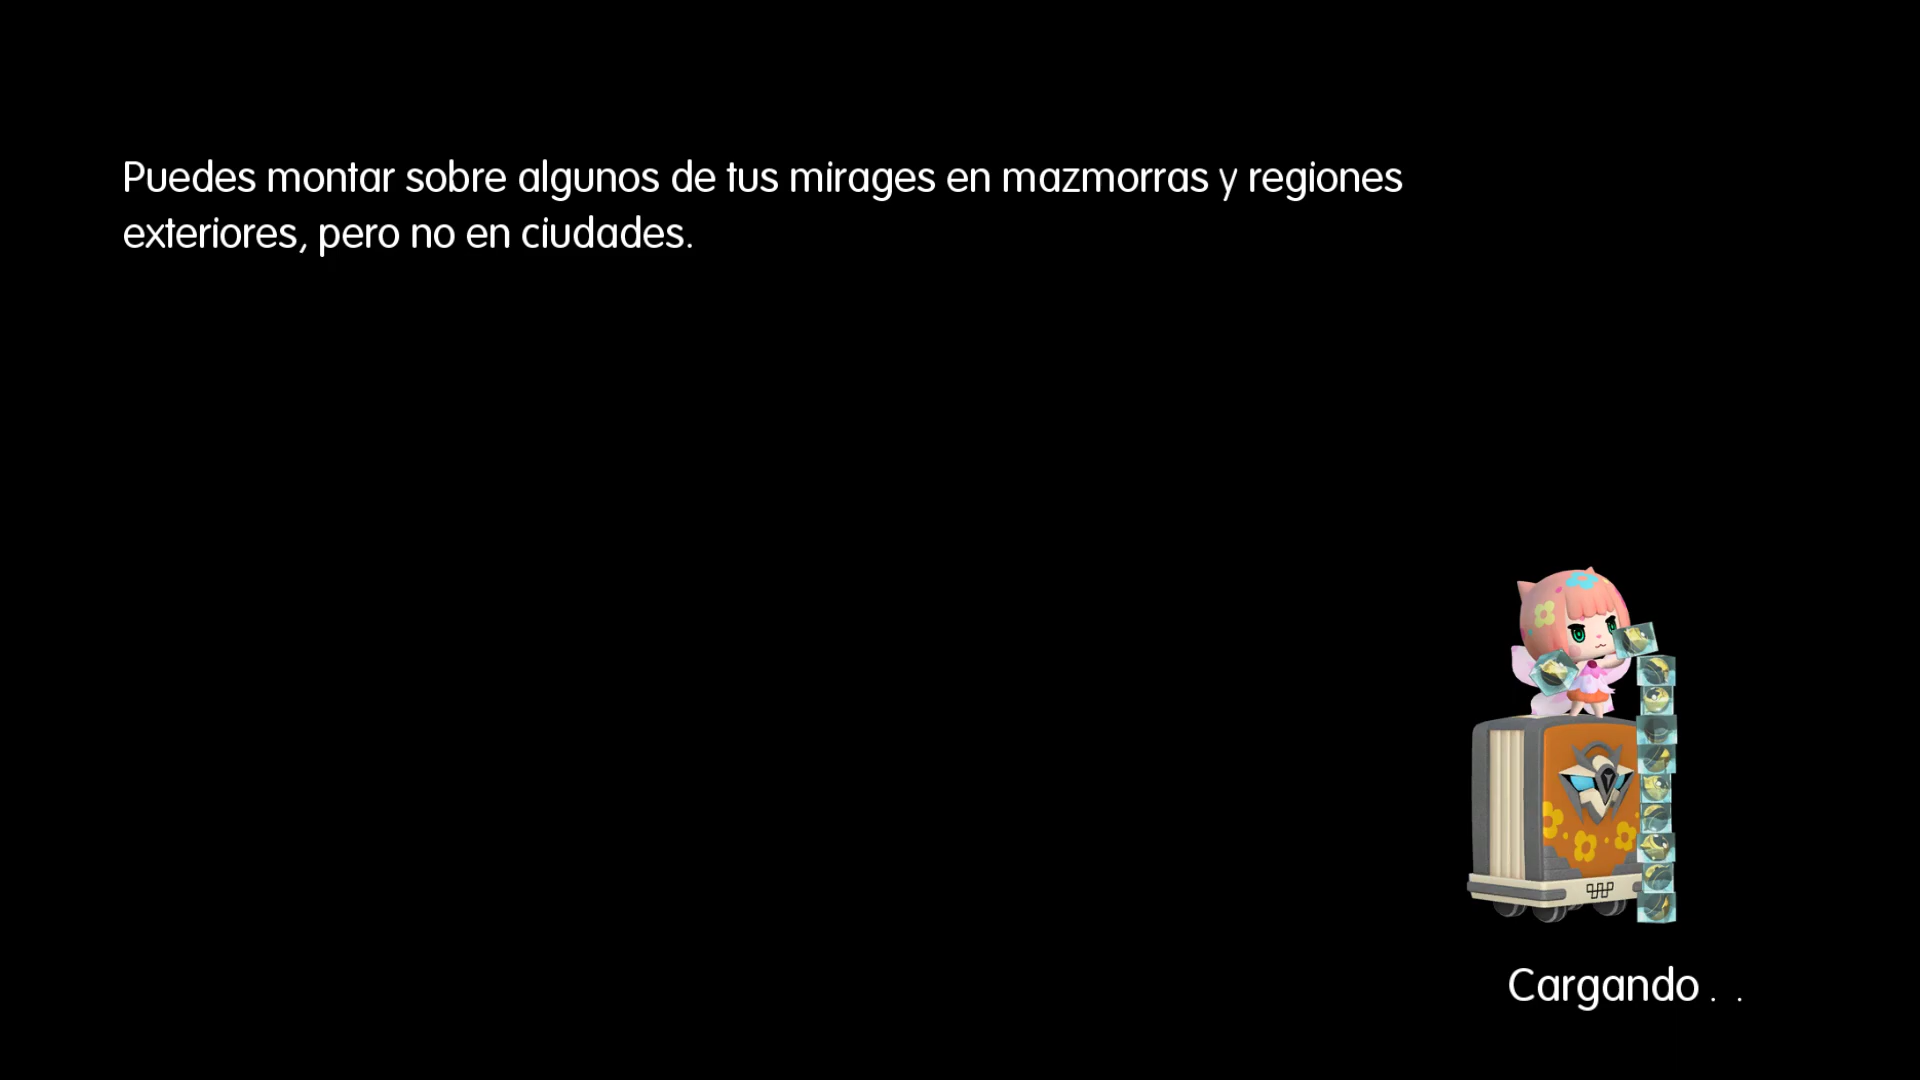 Puedes montar sobre algunos de tus mirages en mazmorras y regiones
exteriores, pero no en ciudades.
Cargando . .